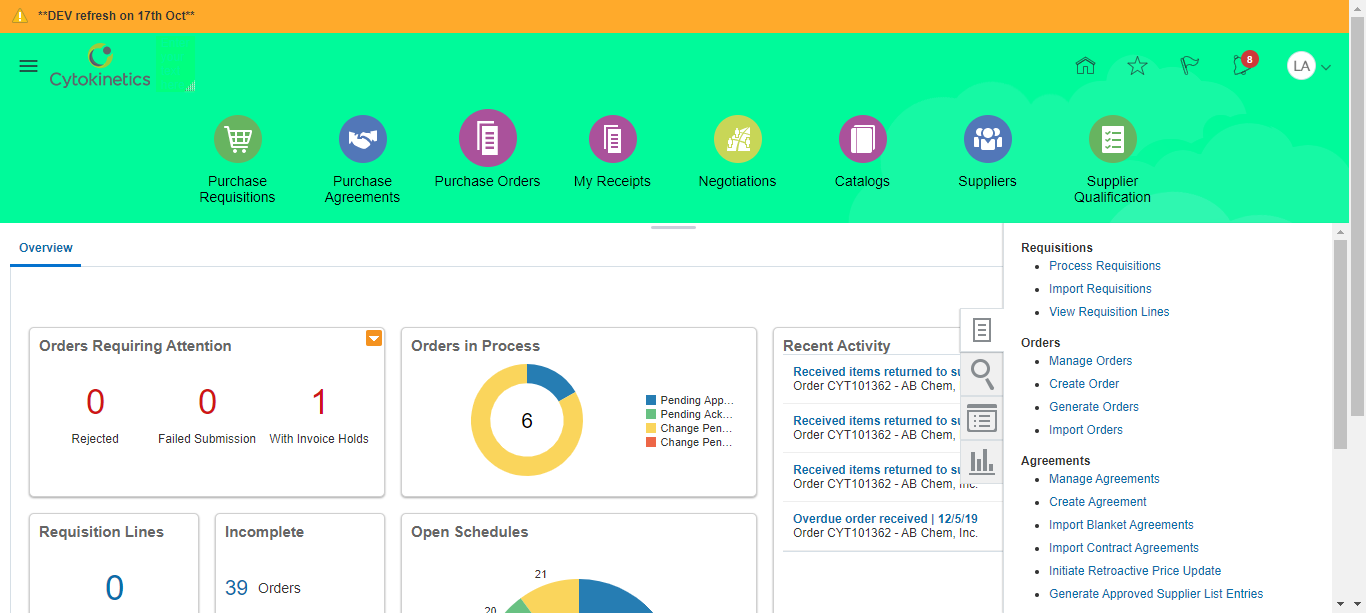 **DEV refresh on 17th Oct**
Cytokinetics
8
LA
Purchase Requisitions
Purchase Agreements
Purchase Orders
My Receipts
Negotiations
Catalogs
Suppliers
Supplier Qualification
Overview
Orders Requiring Attention
0
Rejected
0
Failed Submission
1
With Invoice Holds
Orders in Process
6
Pending App...
Pending Ack...
Change Pen...
Change Pen...
Recent Activity
Received items returned to su
Order CYT101362 - AB Chem,
Received items returned to su
Order CYT101362 - AB Chem,
Received items returned to su
Order CYT101362 - AB Chem, Inc.
Overdue order received | 12/5/19
Order CYT101362 - AB Chem, Inc.
Requisition Lines
0
Incomplete
39 Orders
Open Schedules
21
20
Requisitions
Process Requisitions
Import Requisitions
View Requisition Lines
Orders
Manage Orders
Create Order
Generate Orders
Import Orders
Agreements
Manage Agreements
Create Agreement
Import Blanket Agreements
Import Contract Agreements
Initiate Retroactive Price Update
Generate Approved Supplier List Entries